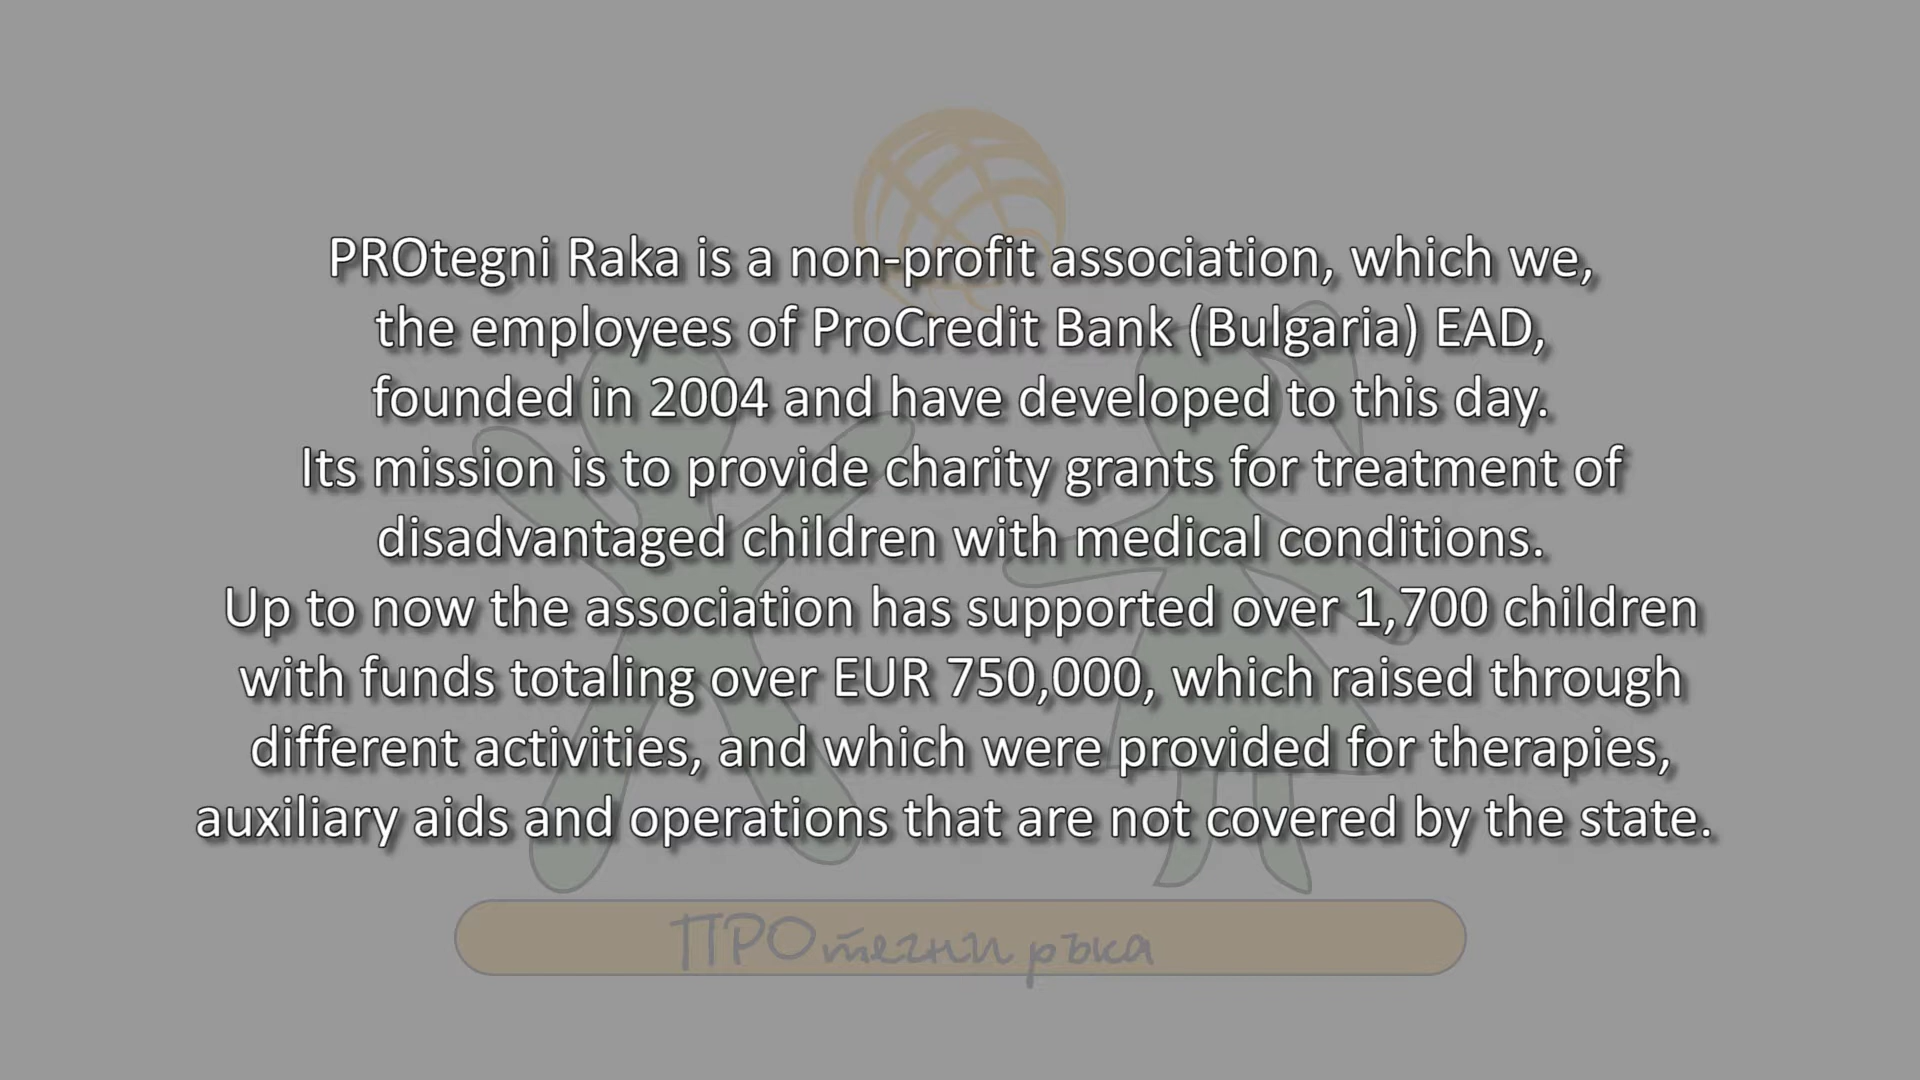 PROtegni Raka is a non-profit association, which we,
the employees of ProCredit Bank (Bulgaria) EAD,
founded in 2004 and have developed to this day.
Its mission is to provide charity grants for treatment of
disadvantaged children with medical conditions.
Up to now the association has supported over 1,700 children
with funds totaling over EUR 750,000, which raised through
different activities, and which were provided for therapies,
auxiliary aids and operations that are not covered by the state.
ПРОтегни ръка